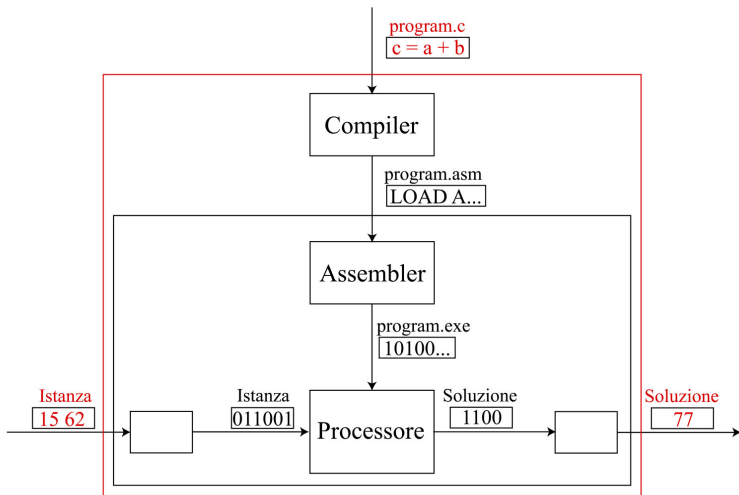 program.c
c = a + b
Compiler
program.asm
LOAD A...
Assembler
program.exe
10100...
Istanza
15 62
Istanza
011001
Processore
Soluzione
1100
Soluzione
77